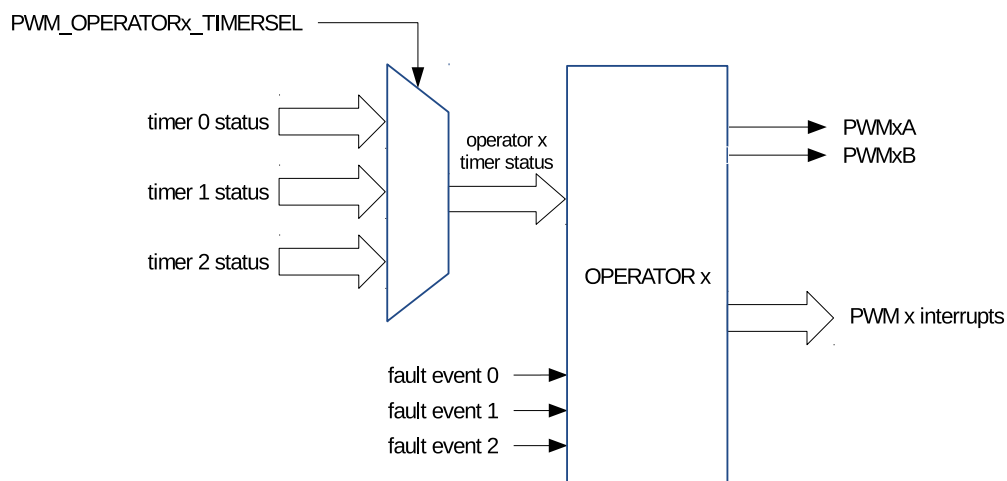 PWM_OPERATORx_TIMERSEL
timer 0 status
timer 1 status
timer 2 status
operator x
timer status
OPERATOR x
PWMxA
PWMxB
PWM x interrupts
fault event 0
fault event 1
fault event 2